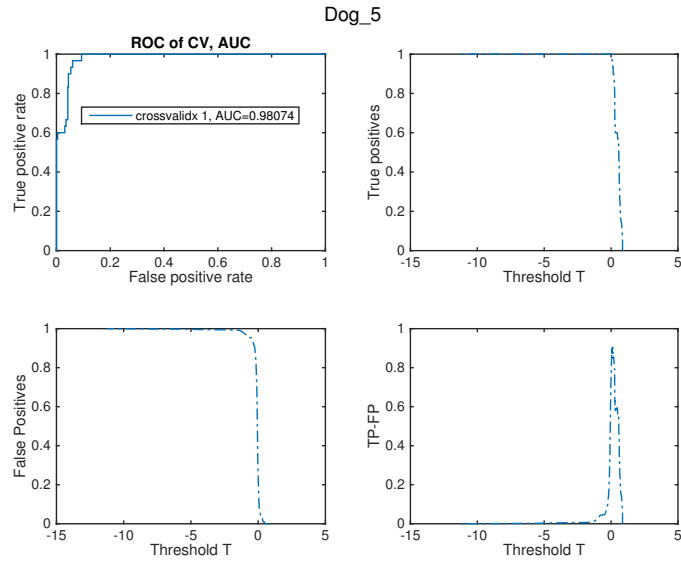 Dog_5
ROC of CV, AUC
True positive rate
1
0.8
0.6
0.4
0.2
0
crossvalidx 1, AUC=0.98074
0 0.2 0.4 0.6 0.8 1
False positive rate
True positives
1
0.8
0.6
0.4
0.2
0
-15 -10 -5 0 5
Threshold T
False Positives
1
0.8
0.6
0.4
0.2
0
-15 -10 -5 0 5
Threshold T
TP-FP
1
0.8
0.6
0.4
0.2
0
-15 -10 -5 0 5
Threshold T